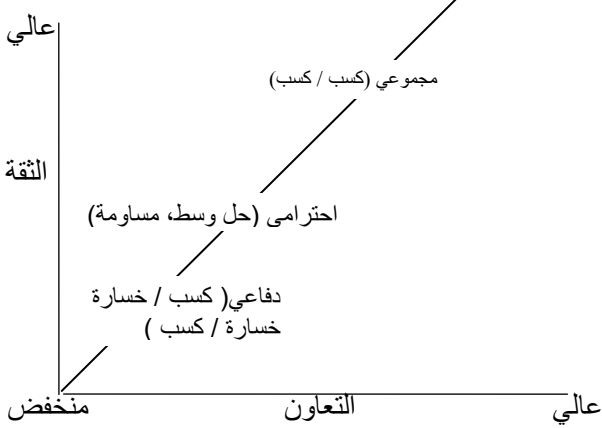 عالي
مجموعي (كسب / كسب)
الثقة
احترامى (حل وسط، مساومة)
دفاعي( كسب / خسارة
خسارة / كسب )
منخفض
التعاون
عالي